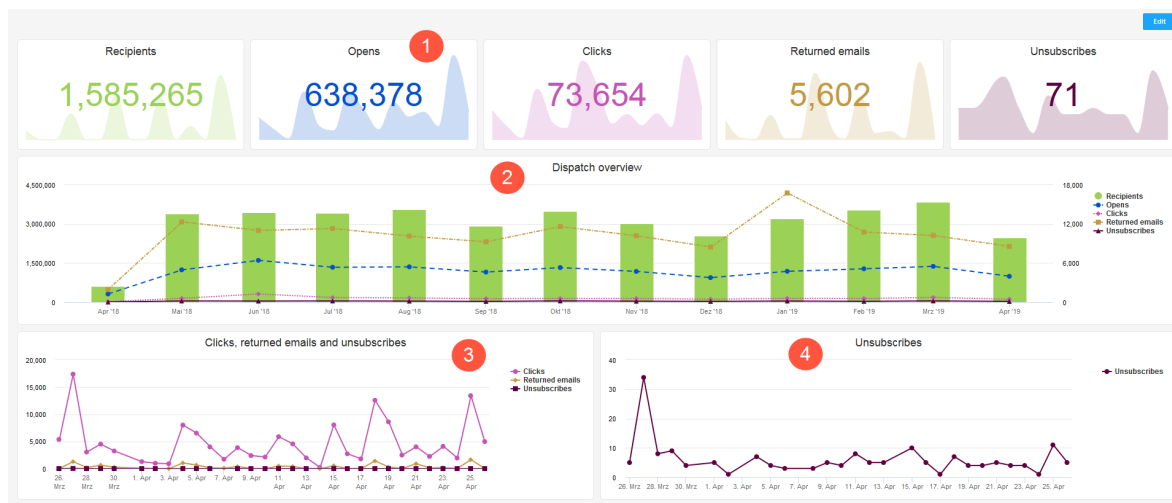 Edit
Recipients
1,585,265
Opens
1
638,378
Clicks
73,654
Returned emails
5,602
Unsubscribes
71
2
Dispatch overview
4,500,000
3,000,000
1,500,000
0
18,000
12,000
6,000
0
Apr '18 Mai '18 Jun '18 Jul '18 Aug '18 Sep '18 Okt '18 Nov '18 Dez '18 Jan '19 Feb '19 Mrz '19 Apr '19
Recipients
Opens
Clicks
Returned emails
Unsubscribes
Clicks, returned emails and unsubscribes
3
20,000
15,000
10,000
5,000
0
26. Mrz 28. Mrz 30. Mrz 1. Apr 3. Apr 5. Apr 7. Apr 9. Apr 11. Apr 13. Apr 15. Apr 17. Apr 19. Apr 21. Apr 23. Apr 25. Apr
Clicks
Returned emails
Unsubscribes
4
Unsubscribes
40
30
20
10
0
26. Mrz 28. Mrz 30. Mrz 1. Apr 3. Apr 5. Apr 7. Apr 9. Apr 11. Apr 13. Apr 15. Apr 17. Apr 19. Apr 21. Apr 23. Apr 25. Apr
Unsubscribes